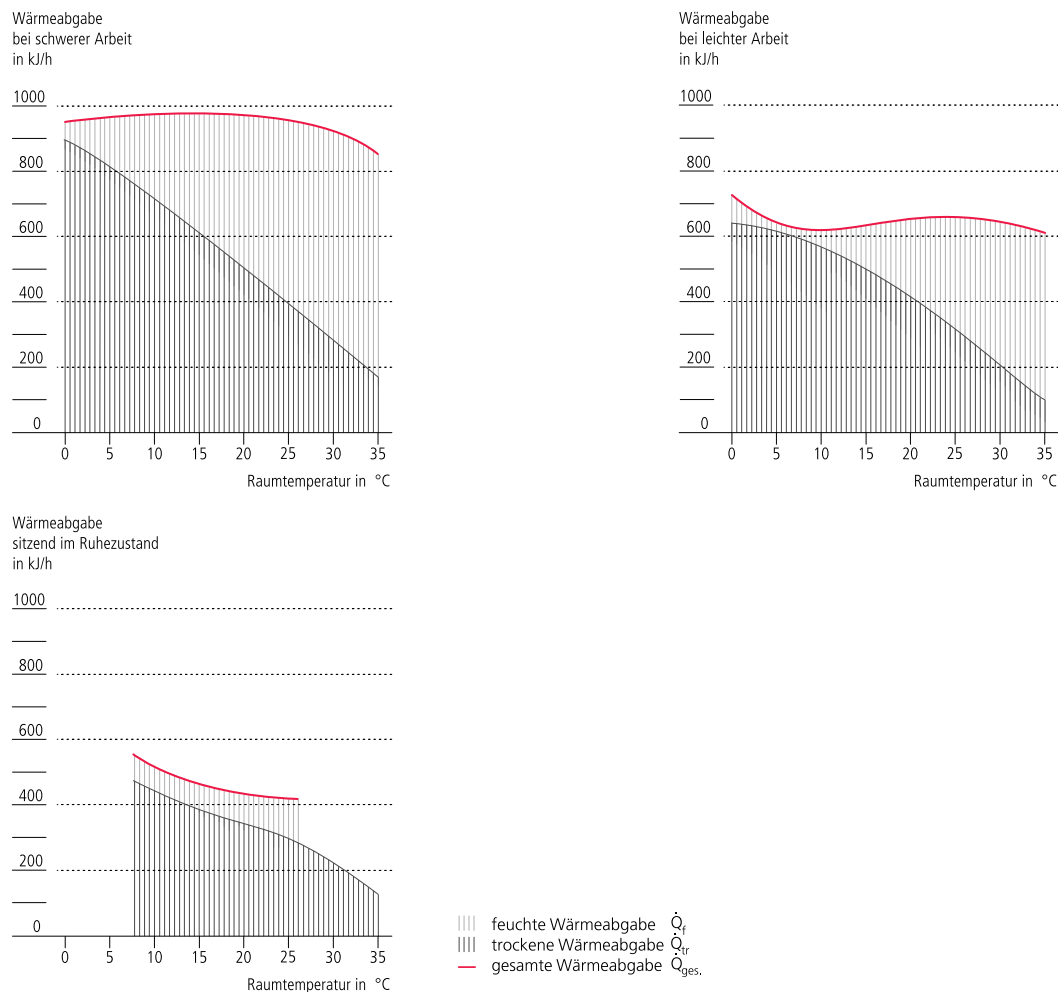 Wärmeabgabe
bei schwerer Arbeit
in kJ/h
1000
800
600
400
200
0
0 5 10 15 20 25 30 35
Raumtemperatur in °C
Wärmeabgabe
bei leichter Arbeit
in kJ/h
1000
800
600
400
200
0
0 5 10 15 20 25 30 35
Raumtemperatur in °C
Wärmeabgabe
sitzend im Ruhezustand
in kJ/h
1000
800
600
400
200
0
0 5 10 15 20 25 30 35
Raumtemperatur in °C
feuchte Wärmeabgabe Q̇f
trockene Wärmeabgabe Q̇tr
gesamte Wärmeabgabe Q̇ges.